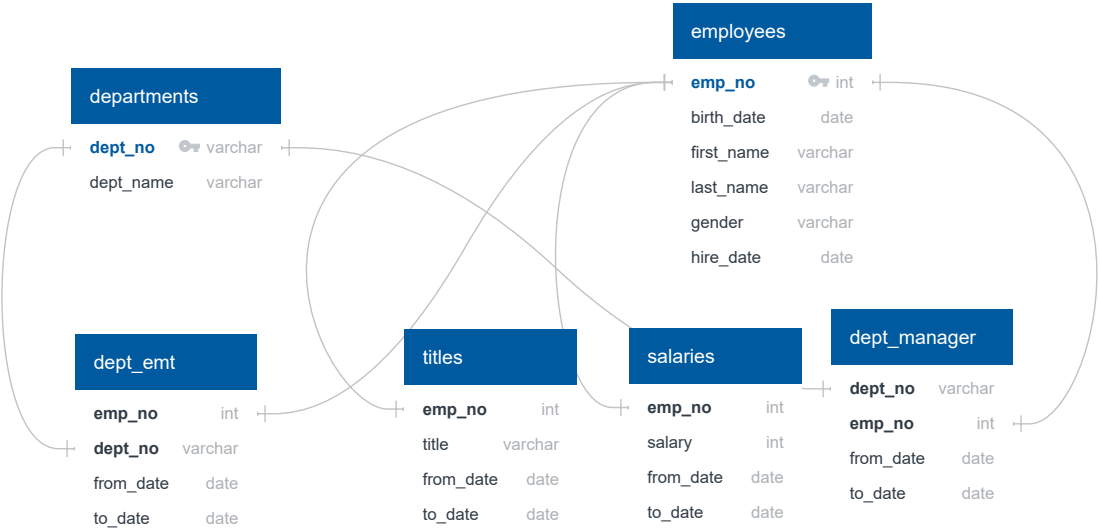 employees
emp_no int
birth_date date
first_name varchar
last_name varchar
gender varchar
hire_date date
departments
dept_no varchar
dept_name varchar
dept_emt
emp_no int
dept_no varchar
from_date date
to_date date
titles
emp_no int
title varchar
from_date date
to_date date
salaries
emp_no int
salary int
from_date date
to_date date
dept_manager
dept_no varchar
emp_no int
from_date date
to_date date